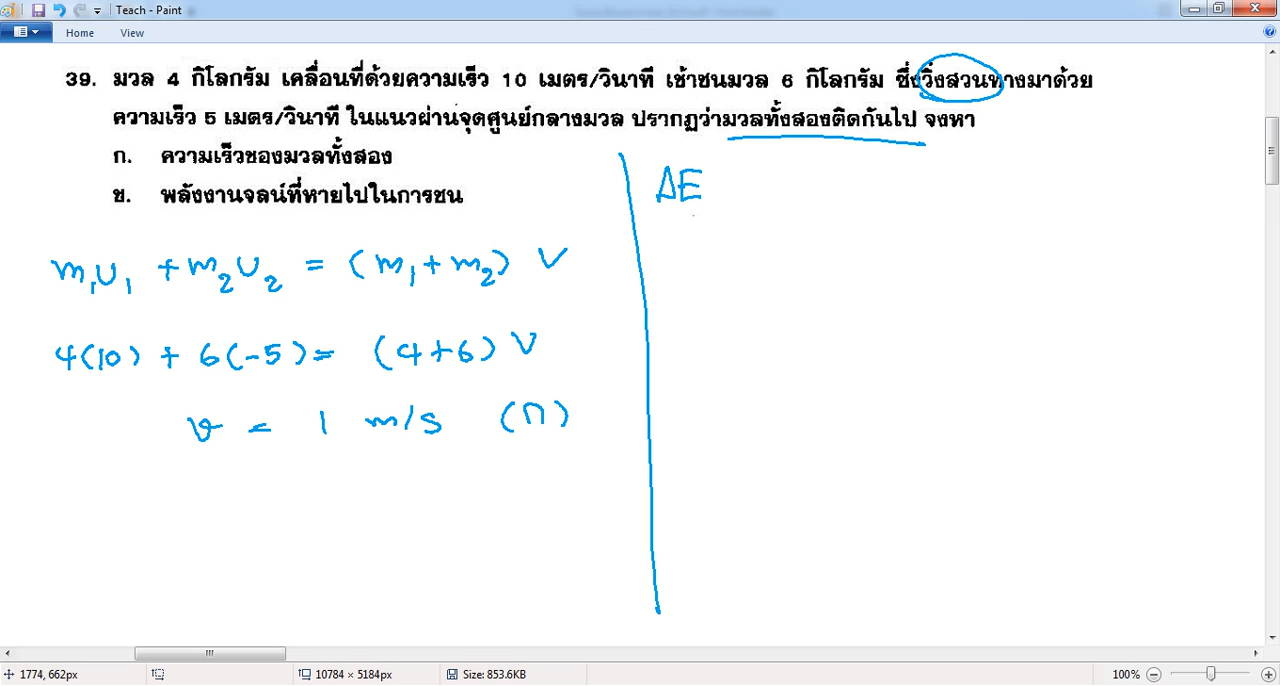 Teach - Paint
Home View
39. มวล 4 กิโลกรัม เคลื่อนที่ด้วยความเร็ว 10 เมตร/วินาที เข้าชนมวล 6 กิโลกรัม ซึ่งวิ่งสวนทางมาด้วย
ความเร็ว 5 เมตร/วินาที ในแนวผ่านจุดศูนย์กลางมวล ปรากฏว่ามวลทั้งสองติดกันไป จงหา
ก. ความเร็วของมวลทั้งสอง
ข. พลังงานจลน์ที่หายไปในการชน
ΔE
m₁U₁ + m₂U₂ = (m₁+m₂) V
4(10) + 6(-5) = (4+6) V
v = 1 m/s (ก)
1774, 662px
10784 × 5184px
Size: 853.6KB
100%